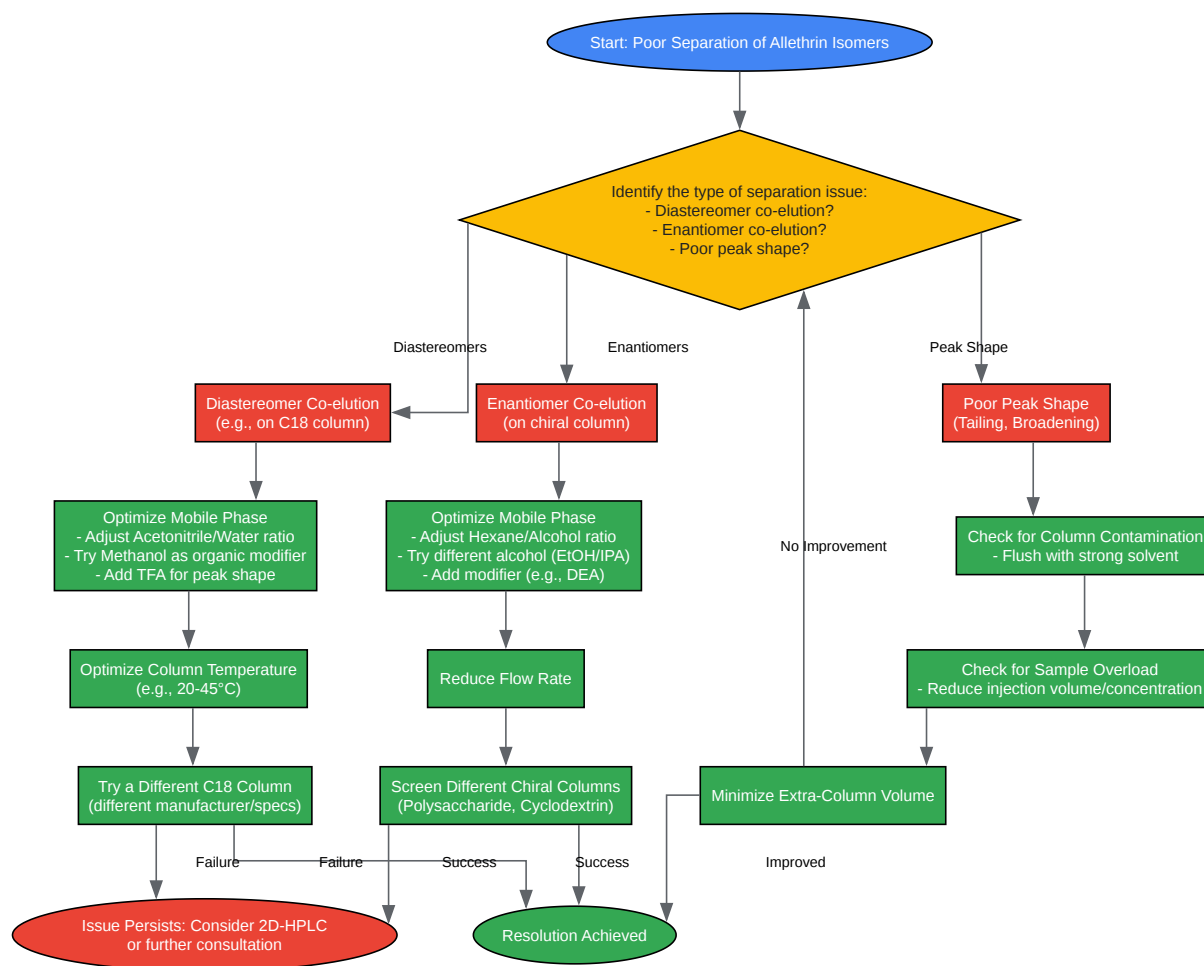 Start: Poor Separation of Allethrin Isomers
Identify the type of separation issue:
- Diastereomer co-elution?
- Enantiomer co-elution?
- Poor peak shape?
Diastereomers
Enantiomers
Peak Shape
Diastereomer Co-elution
(e.g., on C18 column)
Enantiomer Co-elution
(on chiral column)
Poor Peak Shape
(Tailing, Broadening)
Optimize Mobile Phase
- Adjust Acetonitrile/Water ratio
- Try Methanol as organic modifier
- Add TFA for peak shape
Optimize Mobile Phase
- Adjust Hexane/Alcohol ratio
- Try different alcohol (EtOH/IPA)
- Add modifier (e.g., DEA)
No Improvement
Check for Column Contamination
- Flush with strong solvent
Optimize Column Temperature
(e.g., 20-45°C)
Reduce Flow Rate
Check for Sample Overload
- Reduce injection volume/concentration
Try a Different C18 Column
(different manufacturer/specs)
Screen Different Chiral Columns
(Polysaccharide, Cyclodextrin)
Minimize Extra-Column Volume
Failure
Failure
Success
Success
Improved
Issue Persists: Consider 2D-HPLC
or further consultation
Resolution Achieved